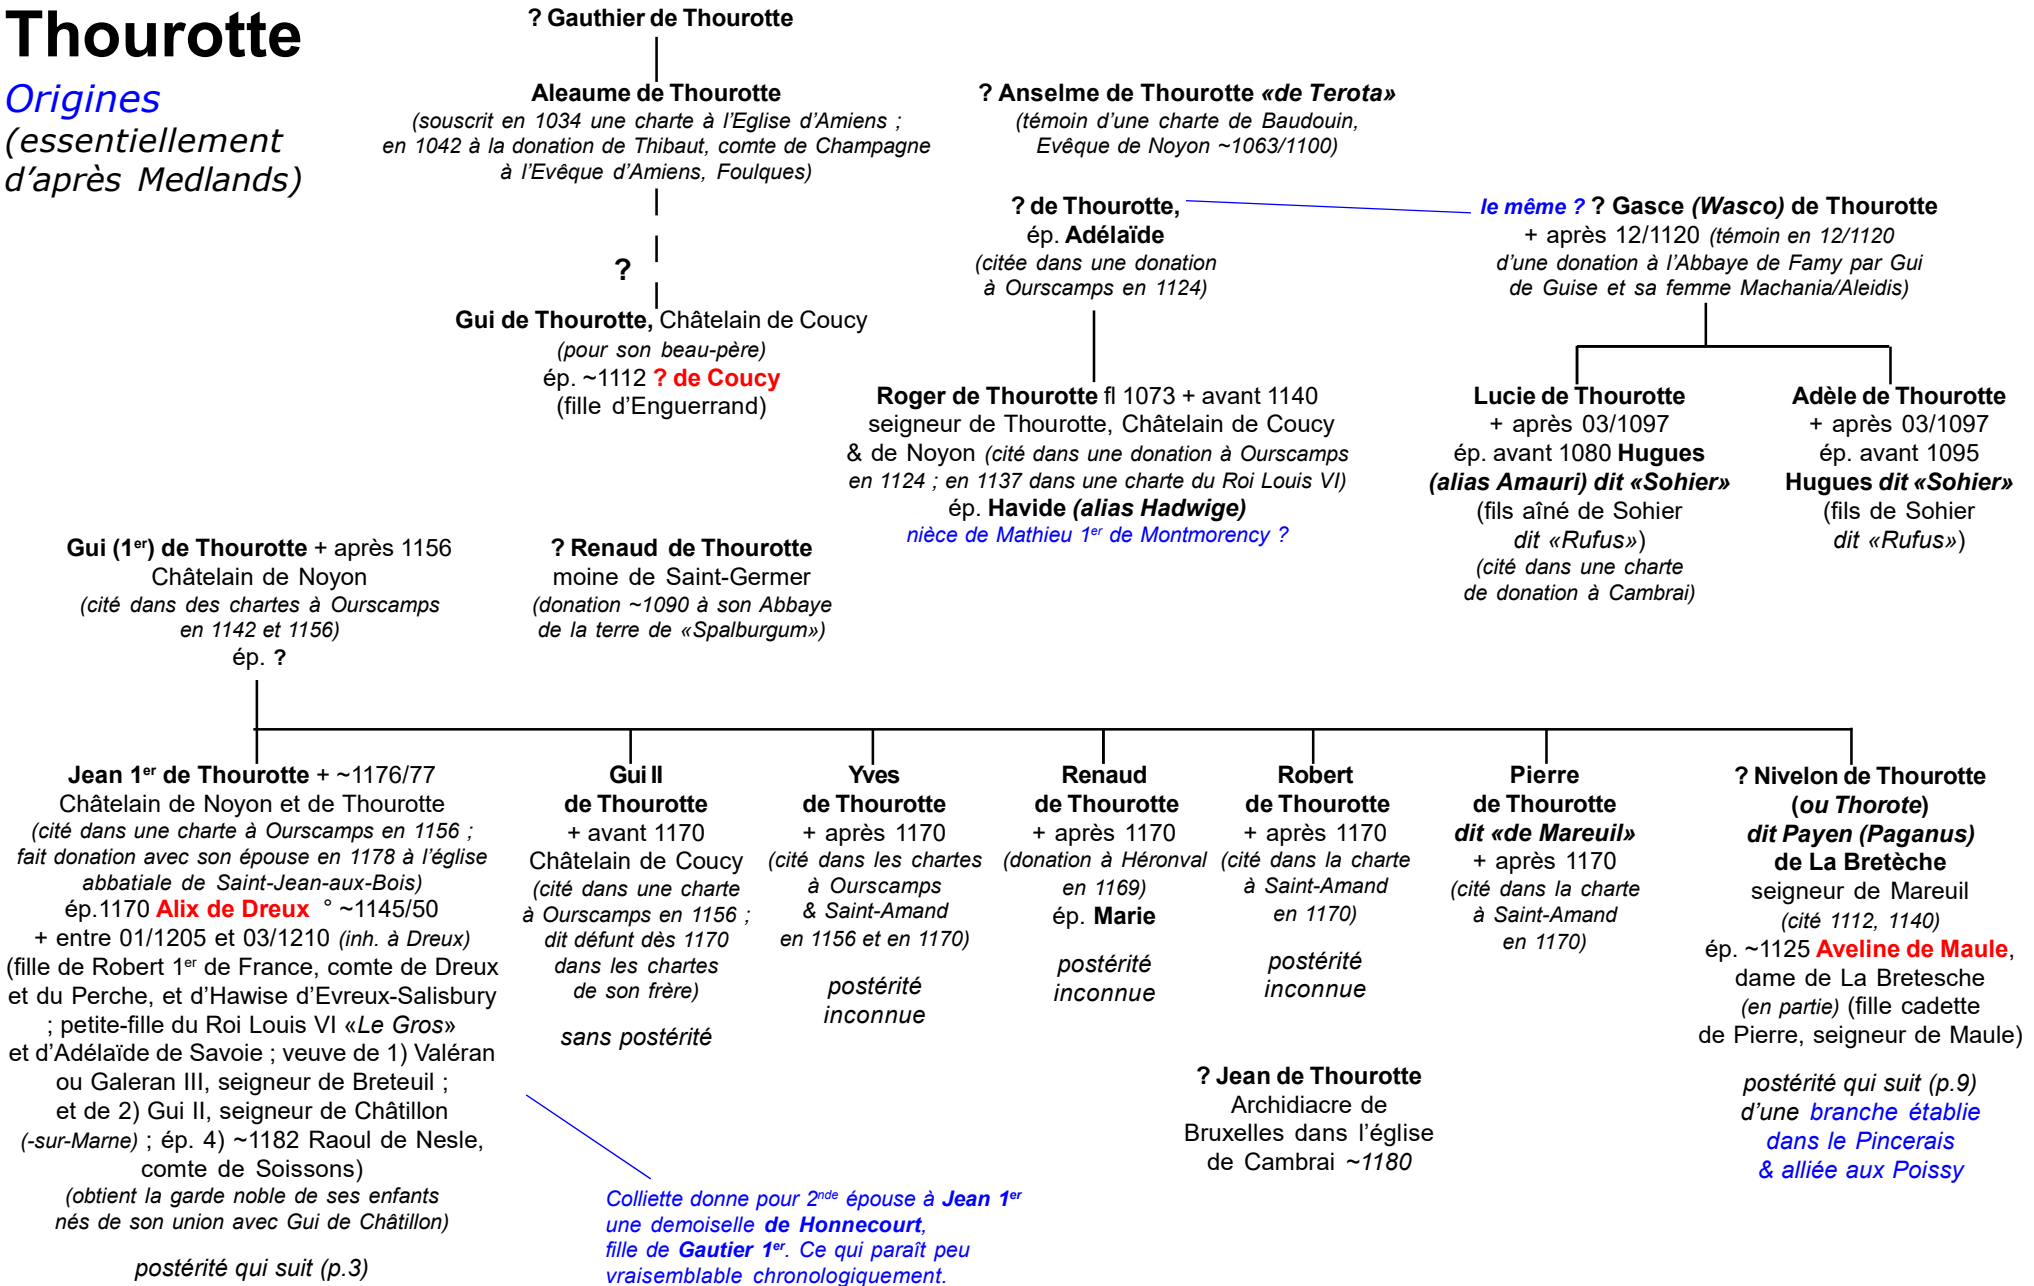 Thourotte
Origines
(essentiellement
d'après Medlands)
? Gauthier de Thourotte
Aleaume de Thourotte
(souscrit en 1034 une charte à l'Eglise d'Amiens ;
en 1042 à la donation de Thibaut, comte de Champagne
à l'Evêque d'Amiens, Foulques)
?
Gui de Thourotte, Châtelain de Coucy
(pour son beau-père)
ép. ~1112 ? de Coucy
(fille d'Enguerrand)
? Anselme de Thourotte «de Terota»
(témoin d'une charte de Baudouin,
Evêque de Noyon ~1063/1100)
? de Thourotte,
ép. Adélaïde
(citée dans une donation
à Ourscamps en 1124)
le même ? ? Gasce (Wasco) de Thourotte
+ après 12/1120 (témoin en 12/1120
d'une donation à l'Abbaye de Famy par Gui
de Guise et sa femme Machania/Aleidis)
Roger de Thourotte fl 1073 + avant 1140
seigneur de Thourotte, Châtelain de Coucy
& de Noyon (cité dans une donation à Ourscamps
en 1124 ; en 1137 dans une charte du Roi Louis VI)
ép. Havide (alias Hadwige)
nièce de Mathieu 1er de Montmorency ?
Lucie de Thourotte
+ après 03/1097
ép. avant 1080 Hugues
(alias Amauri) dit «Sohier»
(fils aîné de Sohier
dit «Rufus»)
(cité dans une charte
de donation à Cambrai)
Adèle de Thourotte
+ après 03/1097
ép. avant 1095
Hugues dit «Sohier»
(fils de Sohier
dit «Rufus»)
Gui (1er) de Thourotte + après 1156
Châtelain de Noyon
(cité dans des chartes à Ourscamps
en 1142 et 1156)
ép. ?
? Renaud de Thourotte
moine de Saint-Germer
(donation ~1090 à son Abbaye
de la terre de «Spalburgum»)
Jean 1er de Thourotte + ~1176/77
Châtelain de Noyon et de Thourotte
(cité dans une charte à Ourscamps en 1156 ;
fait donation avec son épouse en 1178 à l'église
abbatiale de Saint-Jean-aux-Bois)
ép.1170 Alix de Dreux ° ~1145/50
+ entre 01/1205 et 03/1210 (inh. à Dreux)
(fille de Robert 1er de France, comte de Dreux
et du Perche, et d'Hawise d'Evreux-Salisbury
; petite-fille du Roi Louis VI «Le Gros»
et d'Adélaïde de Savoie ; veuve de 1) Valéran
ou Galeran III, seigneur de Breteuil ;
et de 2) Gui II, seigneur de Châtillon
(-sur-Marne) ; ép. 4) ~1182 Raoul de Nesle,
comte de Soissons)
(obtient la garde noble de ses enfants
nés de son union avec Gui de Châtillon)
postérité qui suit (p.3)
Gui II
de Thourotte
+ avant 1170
Châtelain de Coucy
(cité dans une charte
à Ourscamps en 1156 ;
dit défunt dès 1170
dans les chartes
de son frère)
sans postérité
Yves
de Thourotte
+ après 1170
(cité dans les chartes
à Ourscamps
& Saint-Amand
en 1156 et en 1170)
postérité
inconnue
Renaud
de Thourotte
+ après 1170
(donation à Héronval
en 1169)
ép. Marie
postérité
inconnue
Robert
de Thourotte
+ après 1170
(cité dans la charte
à Saint-Amand
en 1170)
postérité
inconnue
Pierre
de Thourotte
dit «de Mareuil»
+ après 1170
(cité dans la charte
à Saint-Amand
en 1170)
? Nivelon de Thourotte
(ou Thorote)
dit Payen (Paganus)
de La Bretèche
seigneur de Mareuil
(cité 1112, 1140)
ép. ~1125 Aveline de Maule,
dame de La Bretesche
(en partie) (fille cadette
de Pierre, seigneur de Maule)
postérité qui suit (p.9)
d'une branche établie
dans le Pincerais
& alliée aux Poissy
? Jean de Thourotte
Archidiacre de
Bruxelles dans l'église
de Cambrai ~1180
Colliette donne pour 2nde épouse à Jean 1er
une demoiselle de Honnecourt,
fille de Gautier 1er. Ce qui paraît peu
vraisemblable chronologiquement.